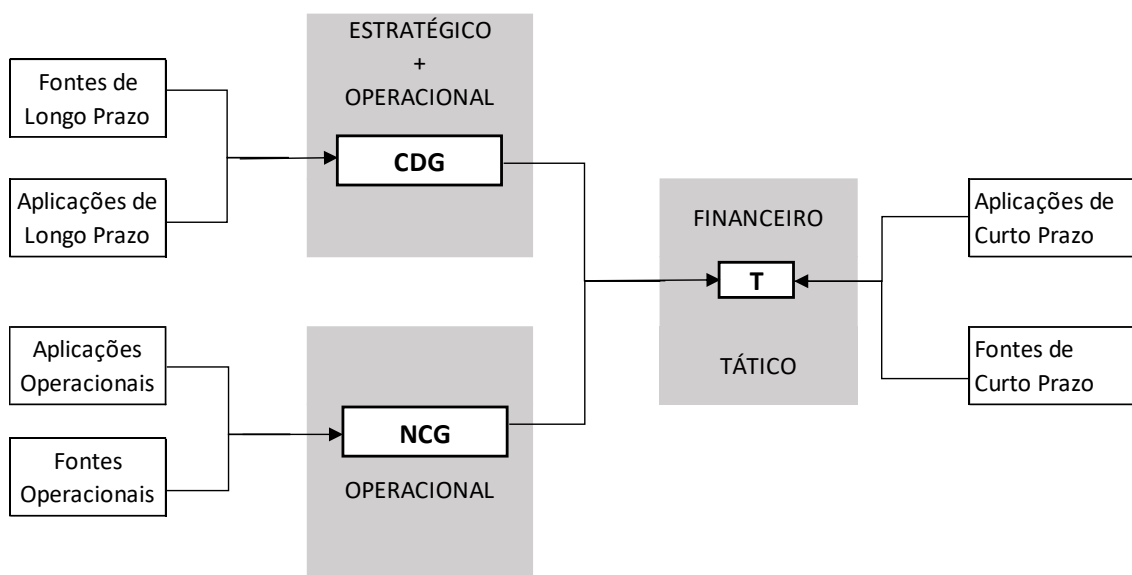 ESTRATÉGICO
+
OPERACIONAL
Fontes de
Longo Prazo
CDG
Aplicações de
Longo Prazo
FINANCEIRO
T
TÁTICO
Aplicações de
Curto Prazo
Fontes de
Curto Prazo
Aplicações
Operacionais
NCG
Fontes
Operacionais
OPERACIONAL